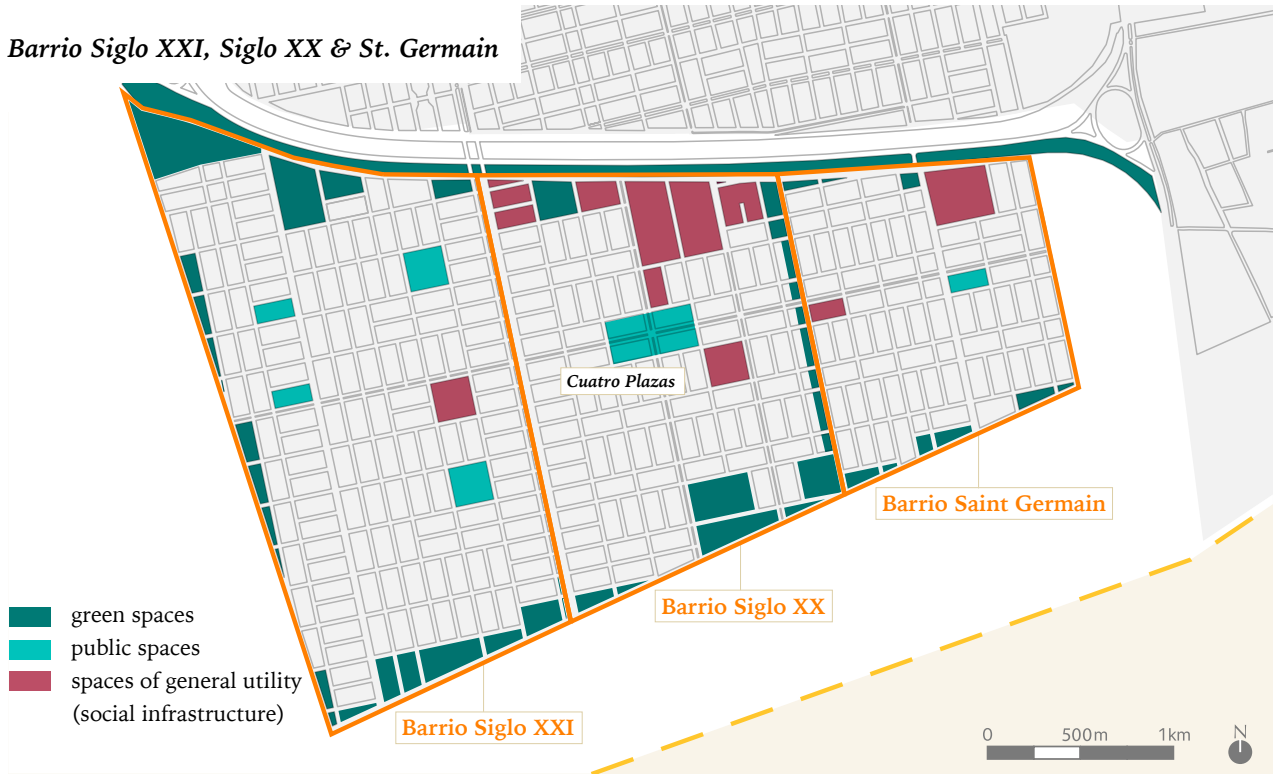 Barrio Siglo XXI, Siglo XX & St. Germain
Cuatro Plazas
Barrio Saint Germain
Barrio Siglo XX
Barrio Siglo XXI
green spaces
public spaces
spaces of general utility
(social infrastructure)
0 500m 1km
N